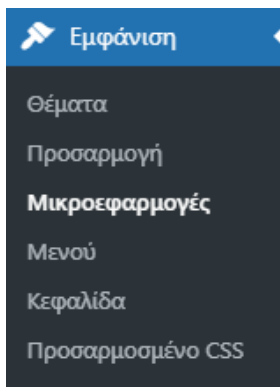 Εμφάνιση
Θέματα
Προσαρμογή
Μικροεφαρμογές
Μενού
Κεφαλίδα
Προσαρμοσμένο CSS